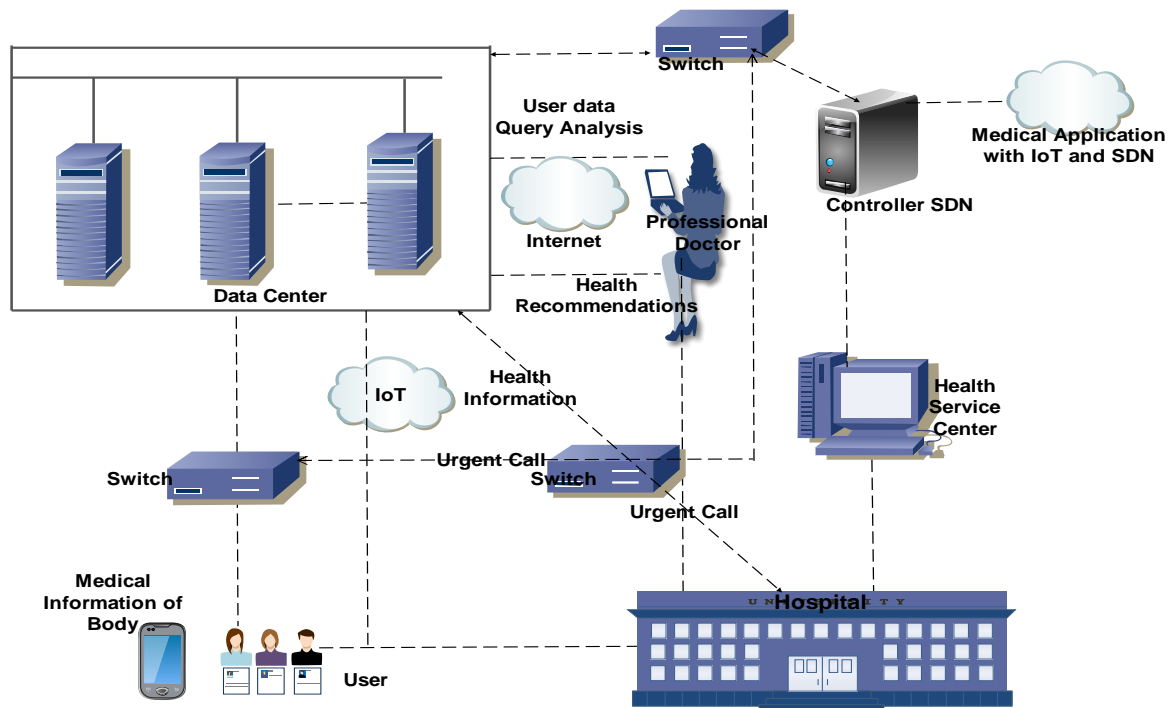 Switch
User data
Query Analysis
Medical Application
with IoT and SDN
Controller SDN
Professional
Doctor
Internet
Data Center
Health
Recommendations
IoT
Health
Information
Health
Service
Center
Switch
Urgent Call
Switch
Urgent Call
Medical
Information of
Body
UNIVERSITY
Hospital
User